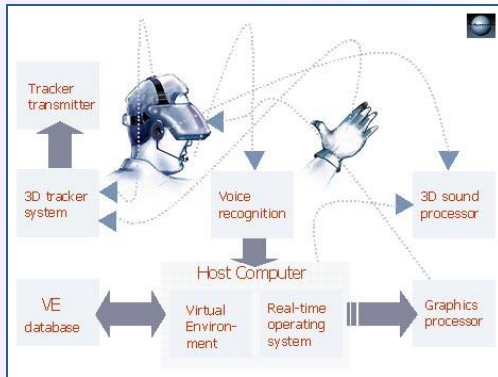 Tracker
transmitter
3D tracker
system
Voice
recognition
3D sound
processor
Host Computer
VE
database
Virtual
Environ-
ment
Real-time
operating
system
Graphics
processor